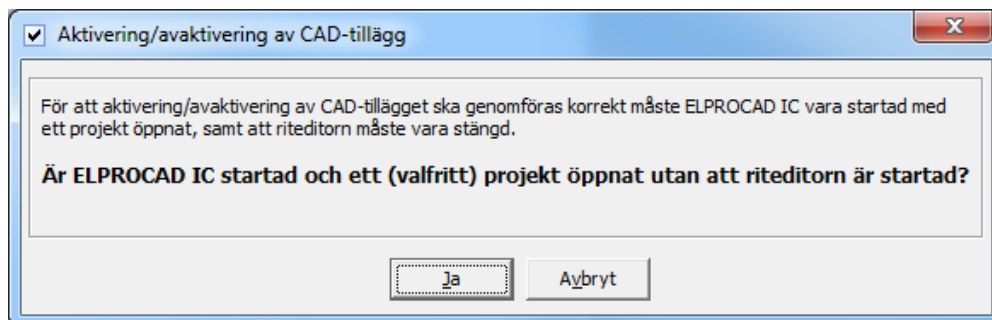 Aktivering/avaktivering av CAD-tillägg
För att aktivering/avaktivering av CAD-tillägget ska genomföras korrekt måste ELPROCAD IC vara startad med
ett projekt öppnat, samt att riteditorn måste vara stängd.
Är ELPROCAD IC startad och ett (valfritt) projekt öppnat utan att riteditorn är startad?
Ja
Avbryt